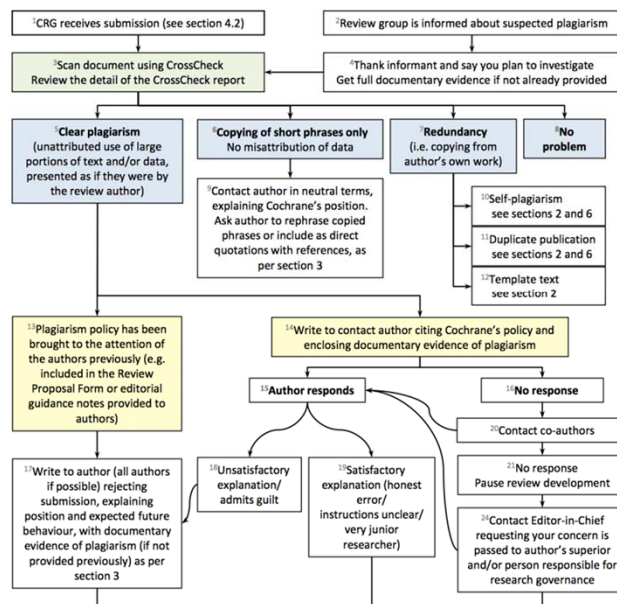 1CRG receives submission (see section 4.2)
2Review group is informed about suspected plagiarism
3Scan document using CrossCheck
Review the detail of the CrossCheck report
4Thank informant and say you plan to investigate
Get full documentary evidence if not already provided
5Clear plagiarism
(unattributed use of large
portions of text and/or data,
presented as if they were
by the review author)
6Copying of short phrases only
No misattribution of data
7Redundancy
(i.e. copying from
author's own work)
8No
problem
9Contact author in neutral terms,
explaining Cochrane's position.
Ask author to rephrase copied
phrases or include as direct
quotations with references, as
per section 3
10Self-plagiarism
see sections 2 and 6
11Duplicate publication
see sections 2 and 6
12Template text
see section 2
13Plagiarism policy has been
brought to the attention of
the authors previously (e.g.
included in the Review
Proposal Form or editorial
guidance notes provided to
authors)
14Write to contact author citing Cochrane's policy and
enclosing documentary evidence of plagiarism
15Author responds
16No response
20Contact co-authors
21No response
Pause review development
17Write to author (all authors
if possible) rejecting
submission, explaining
position and expected future
behaviour, with documentary
evidence of plagiarism (if not
provided previously) as per
section 3
18Unsatisfactory
explanation/
admits guilt
19Satisfactory
explanation (honest
error/
instructions unclear/
very junior
researcher)
24Contact Editor-in-Chief
requesting your concern is
passed to author's superior
and/or person responsible for
research governance